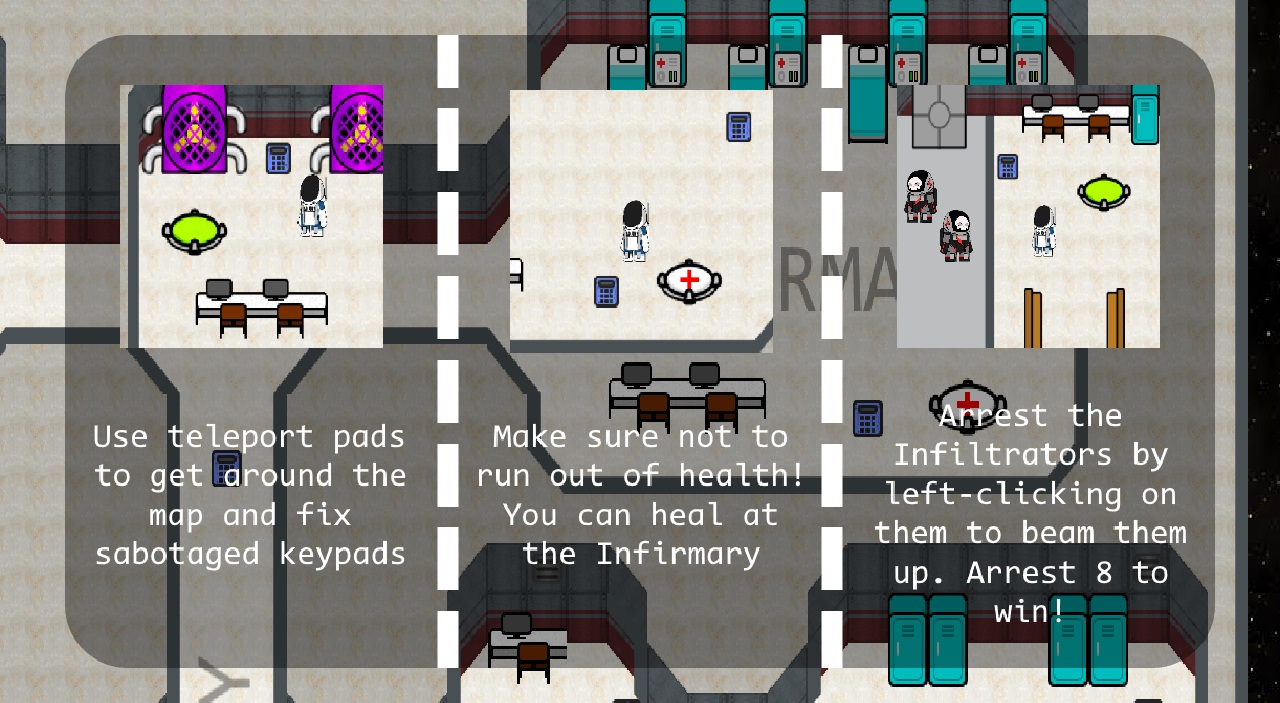 Use teleport pads
to get around the
map and fix
sabotaged keypads
Make sure not to
run out of health!
You can heal at
the Infirmary
Arrest the
Infiltrators by
left-clicking on
them to beam them
up. Arrest 8 to
win!
RMA
Y